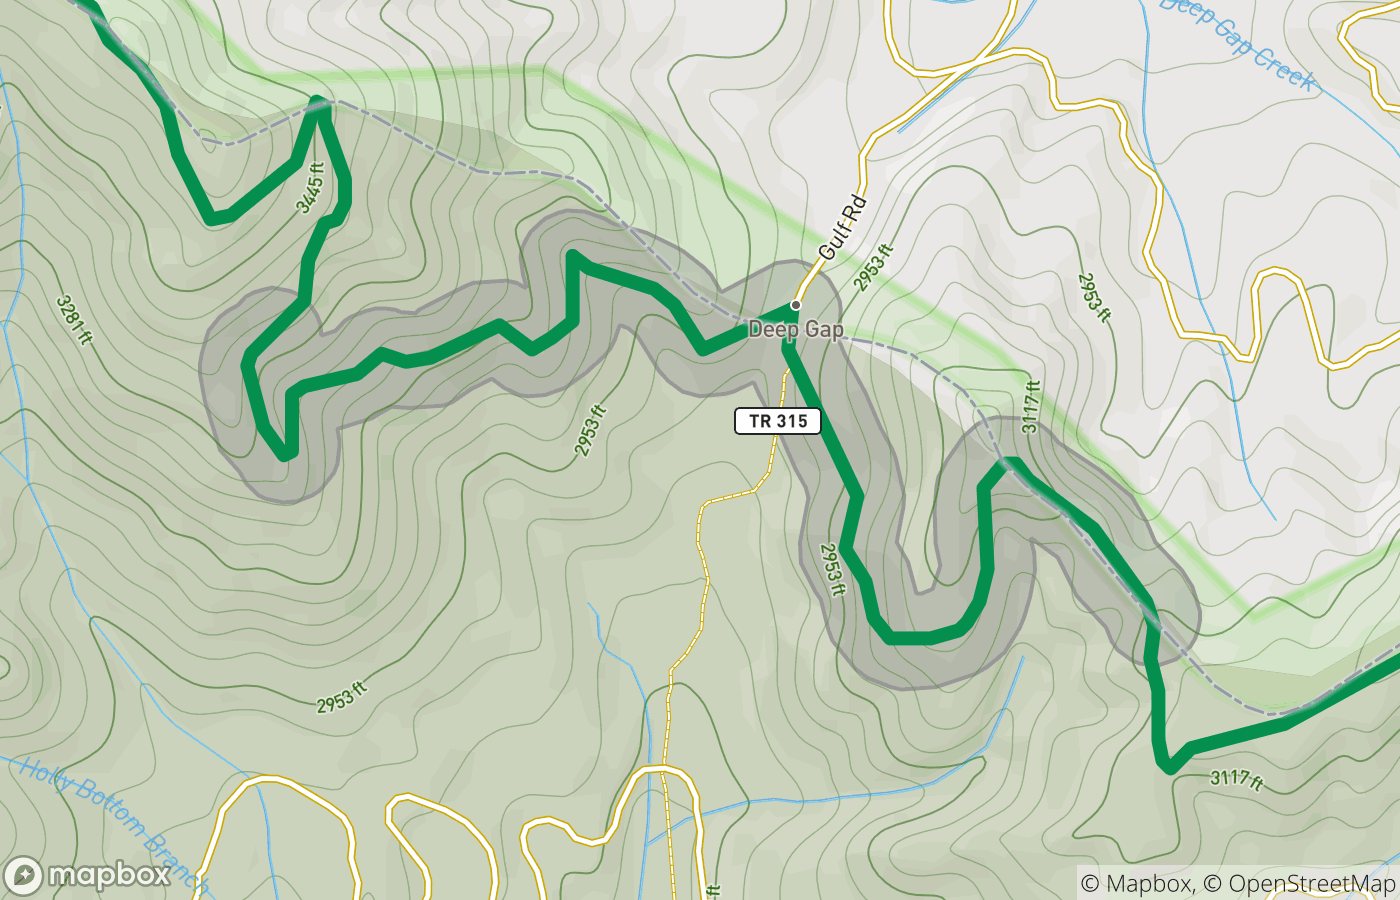 Deep Gap Creek
3445 ft
Gulf Rd
2953 ft
2953 ft
3281 ft
Deep Gap
3117 ft
TR 315
2953 ft
2953 ft
2953 ft
Holly Bottom Branch
3117 ft
ft
mapbox
© Mapbox, © OpenStreetMap